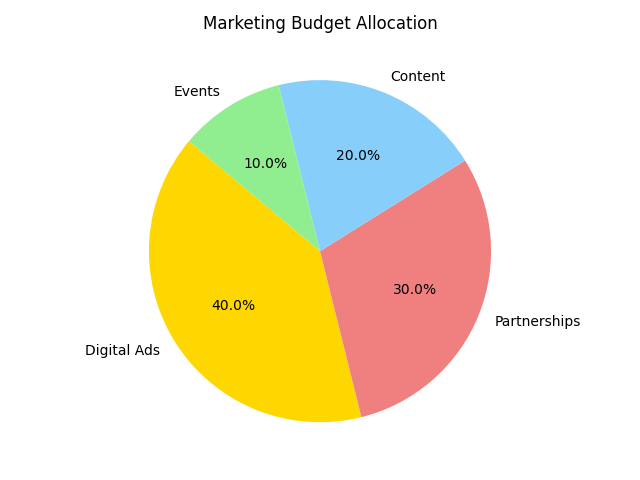 Marketing Budget Allocation
Content
Events
20.0%
10.0%
30.0%
40.0%
Partnerships
Digital Ads